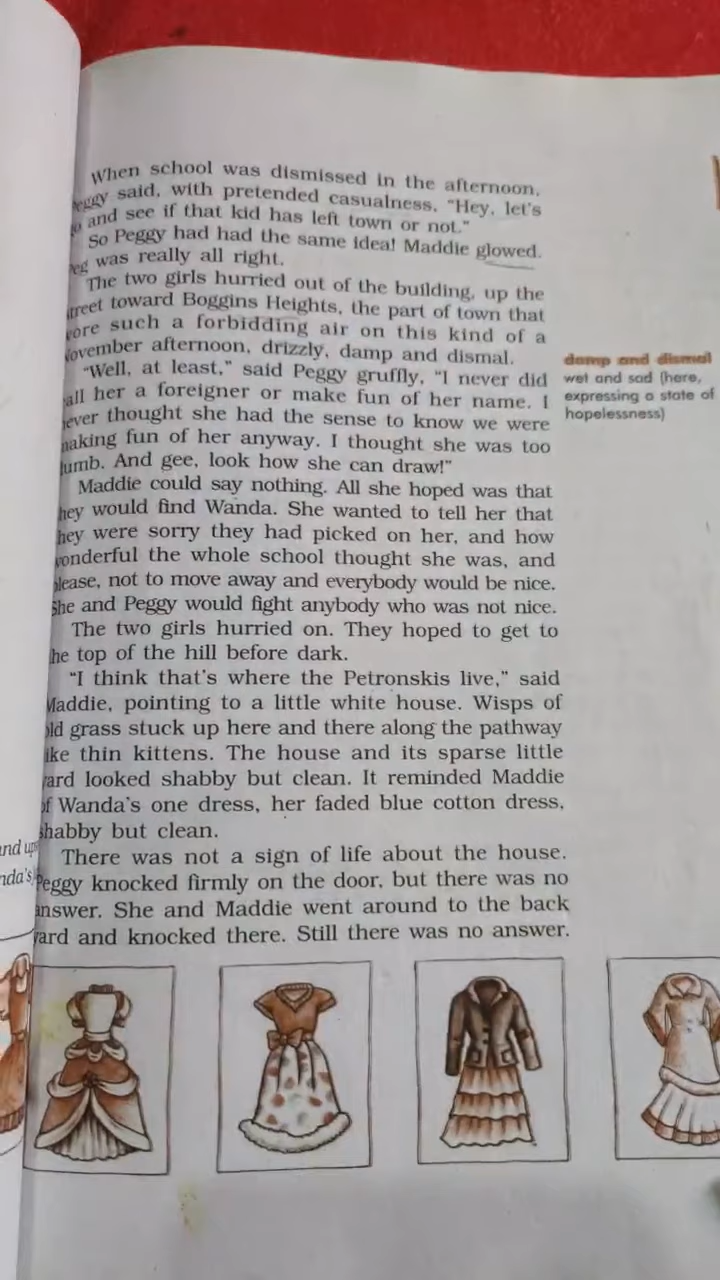 When school was dismissed in the afternoon,
Peggy said, with pretended casualness, “Hey, let’s
go and see if that kid has left town or not.”
So Peggy had had the same idea! Maddie glowed.
Peg was really all right.
The two girls hurried out of the building, up the
street toward Boggins Heights, the part of town that
wore such a forbidding air on this kind of a
November afternoon, drizzly, damp and dismal.
“Well, at least,” said Peggy gruffly, “I never did
call her a foreigner or make fun of her name. I
never thought she had the sense to know we were
making fun of her anyway. I thought she was too
dumb. And gee, look how she can draw!”
Maddie could say nothing. All she hoped was that
they would find Wanda. She wanted to tell her that
they were sorry they had picked on her, and how
wonderful the whole school thought she was, and
please, not to move away and everybody would be nice.
She and Peggy would fight anybody who was not nice.
The two girls hurried on. They hoped to get to
the top of the hill before dark.
“I think that’s where the Petronskis live,” said
Maddie, pointing to a little white house. Wisps of
old grass stuck up here and there along the pathway
like thin kittens. The house and its sparse little
yard looked shabby but clean. It reminded Maddie
of Wanda’s one dress, her faded blue cotton dress,
shabby but clean.
There was not a sign of life about the house.
Peggy knocked firmly on the door, but there was no
answer. She and Maddie went around to the back
yard and knocked there. Still there was no answer.
damp and dismal
wet and sad (here,
expressing a state of
hopelessness)